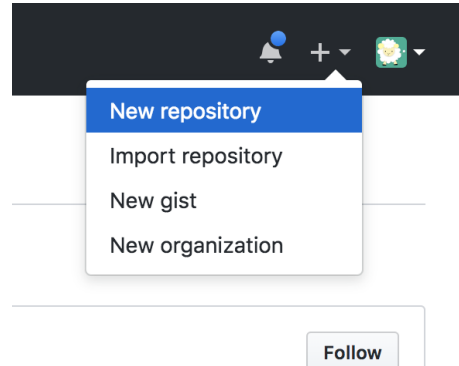 New repository
Import repository
New gist
New organization
Follow